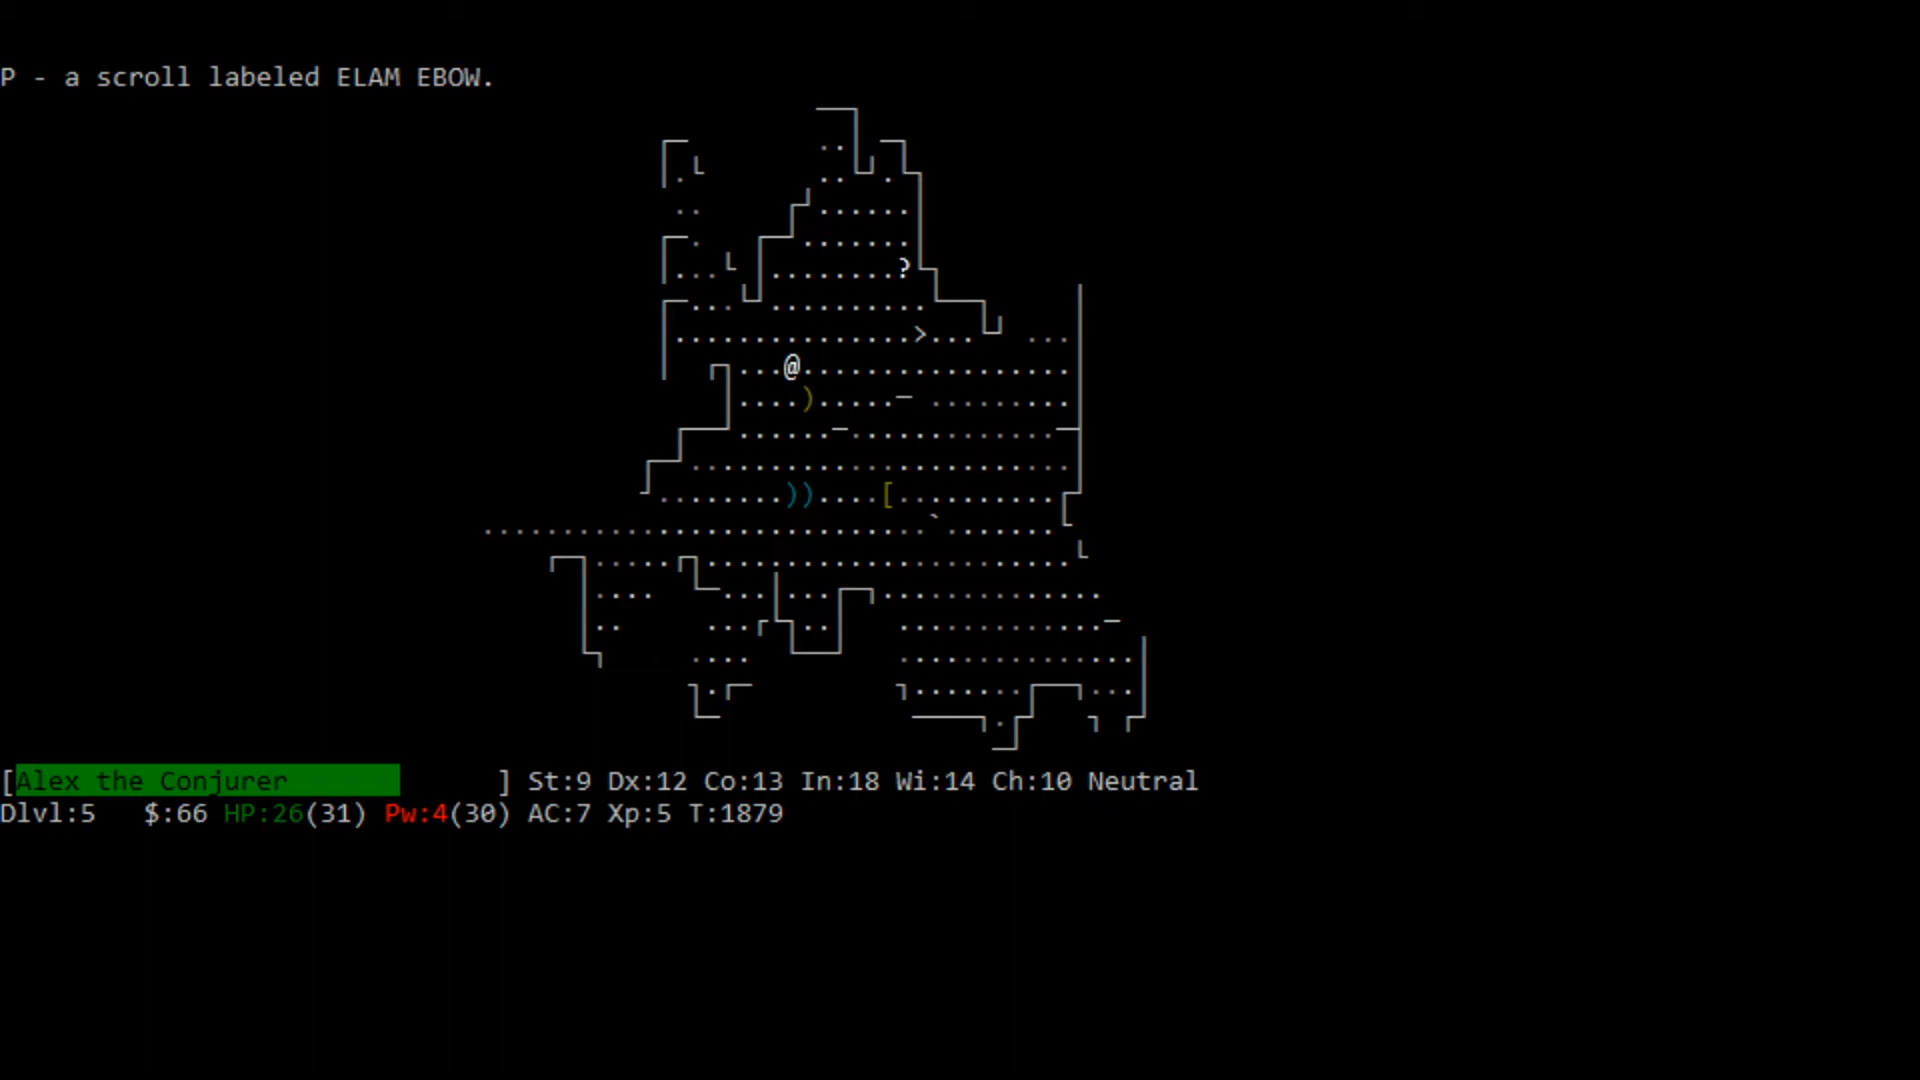 P - a scroll labeled ELAM EBOW.
[Alex the Conjurer ] St:9 Dx:12 Co:13 In:18 Wi:14 Ch:10 Neutral
Dlvl:5 $:66 HP:26(31) Pw:4(30) AC:7 Xp:5 T:1879